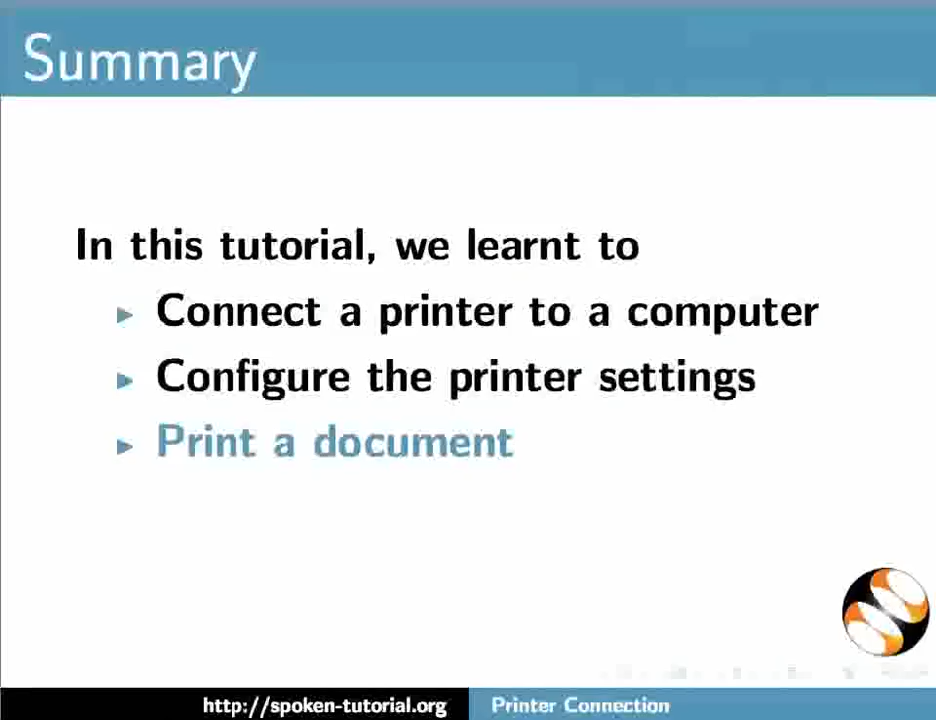 Summary
In this tutorial, we learnt to
Connect a printer to a computer
Configure the printer settings
Print a document
http://spoken-tutorial.org Printer Connection